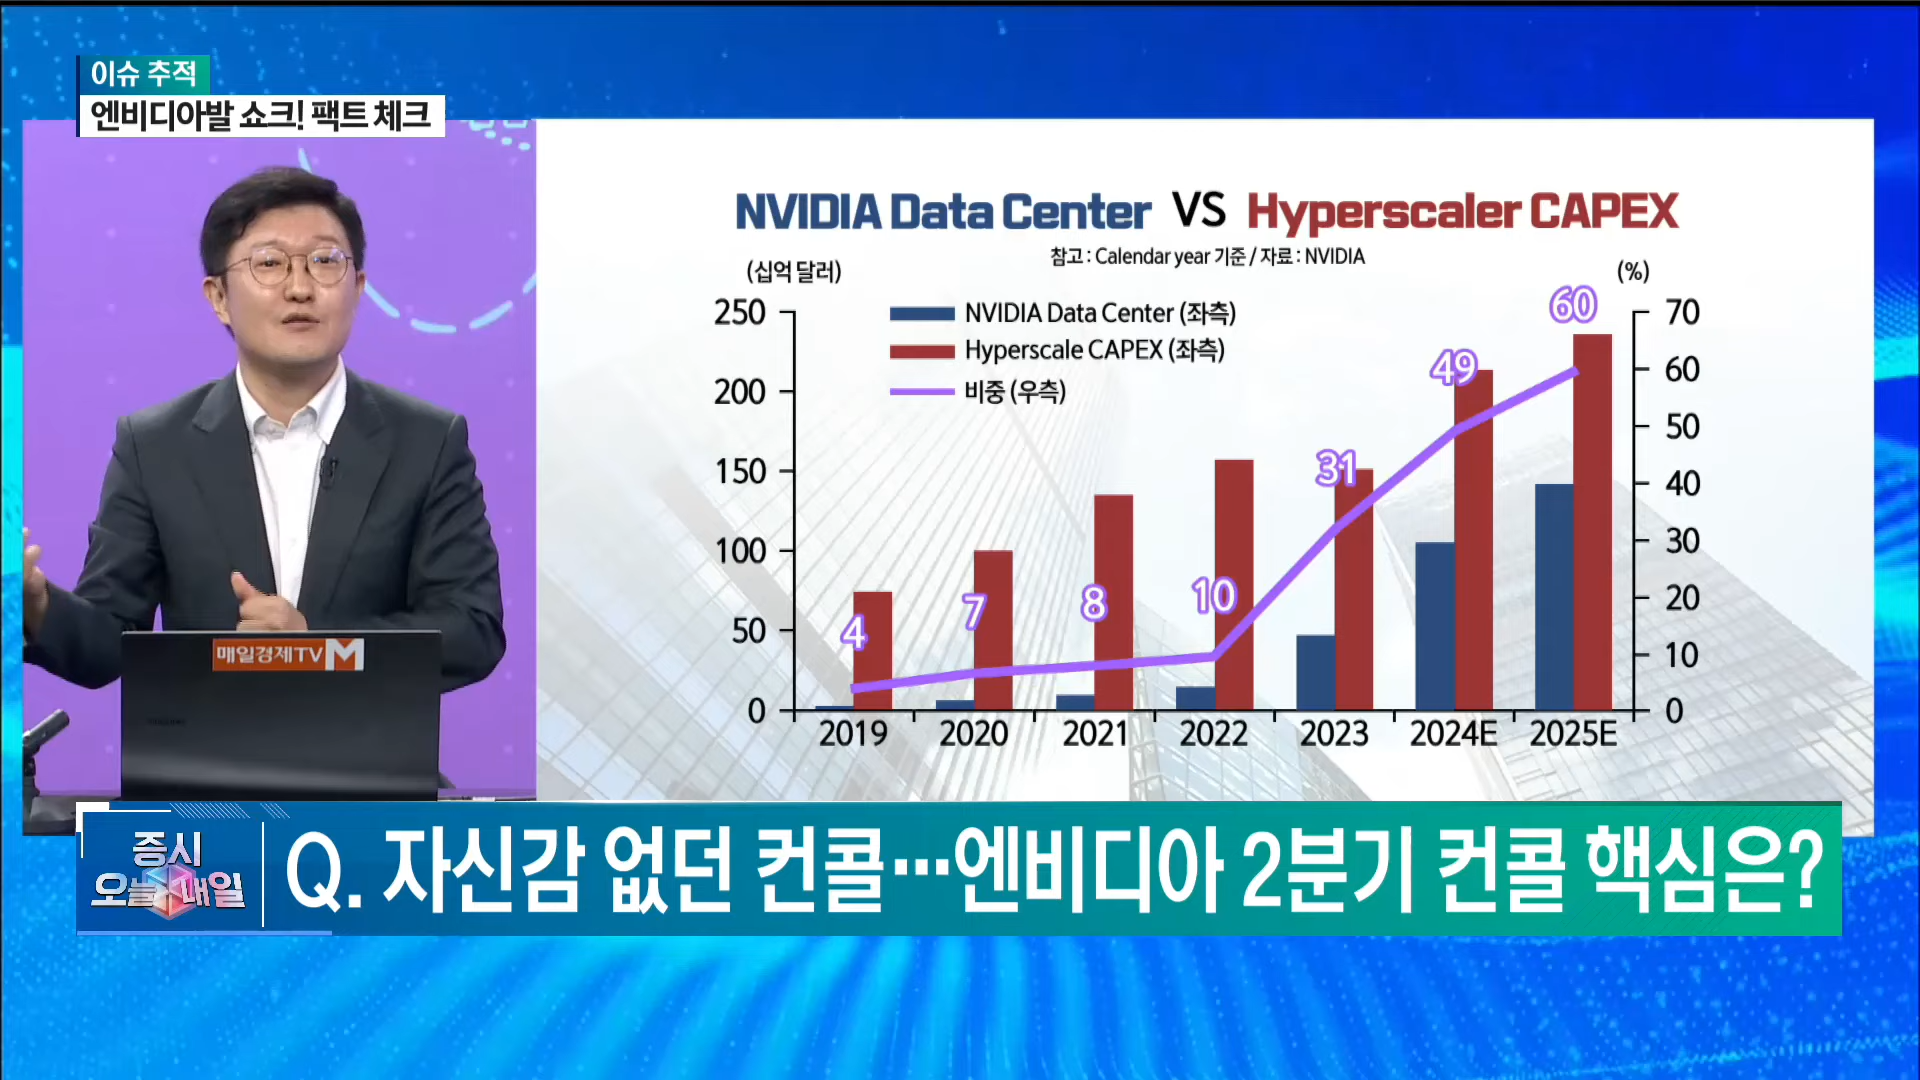 이슈 추적
엔비디아발 쇼크! 팩트 체크
NVIDIA Data Center VS Hyperscaler CAPEX
참고 : Calendar year 기준 / 자료 : NVIDIA
(십억 달러)
(%)
NVIDIA Data Center (좌측)
Hyperscale CAPEX (좌측)
비중 (우측)
250
200
150
100
50
0
70
60
50
40
30
20
10
0
4
7
8
10
31
49
60
2019 2020 2021 2022 2023 2024E 2025E
매일경제TV M
증시
오늘 매일
Q. 자신감 없던 컨콜…엔비디아 2분기 컨콜 핵심은?